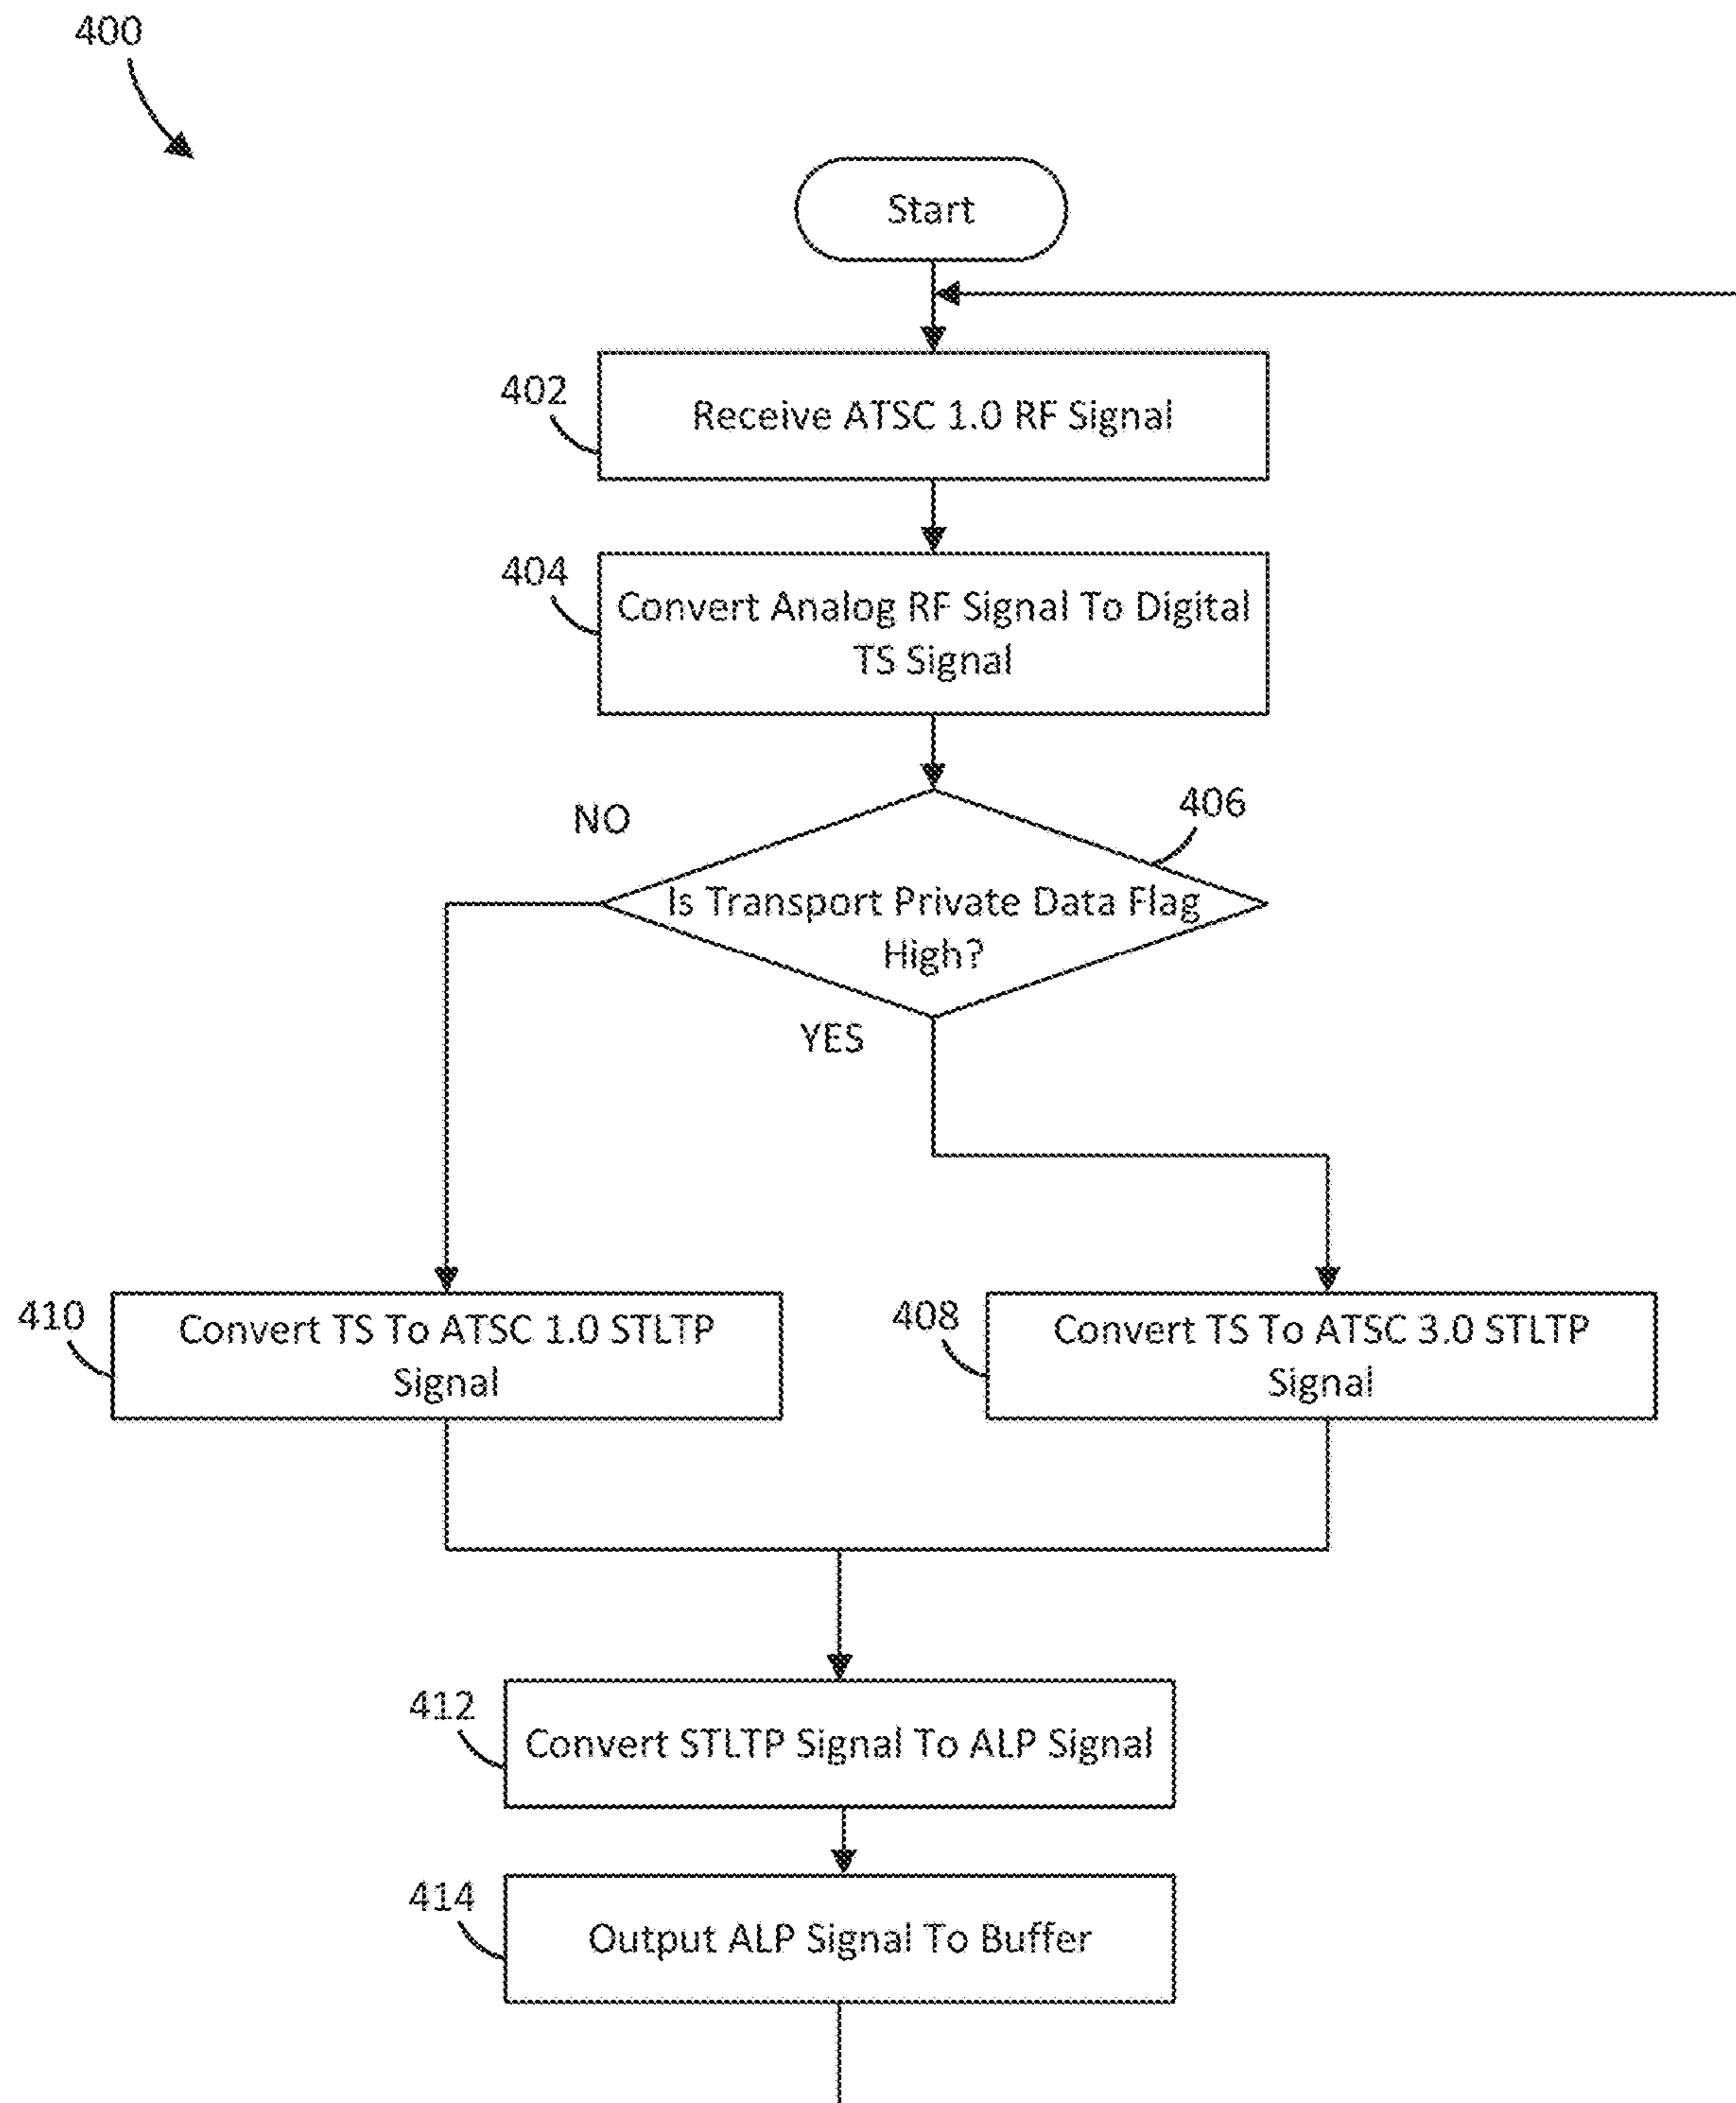 400
Start
402
Receive ATSC 1.0 RF Signal
404
Convert Analog RF Signal To Digital
TS Signal
NO
406
Is Transport Private Data Flag
High?
YES
410
Convert TS To ATSC 1.0 STLTP
Signal
408
Convert TS To ATSC 3.0 STLTP
Signal
412
Convert STLTP Signal To ALP Signal
414
Output ALP Signal To Buffer